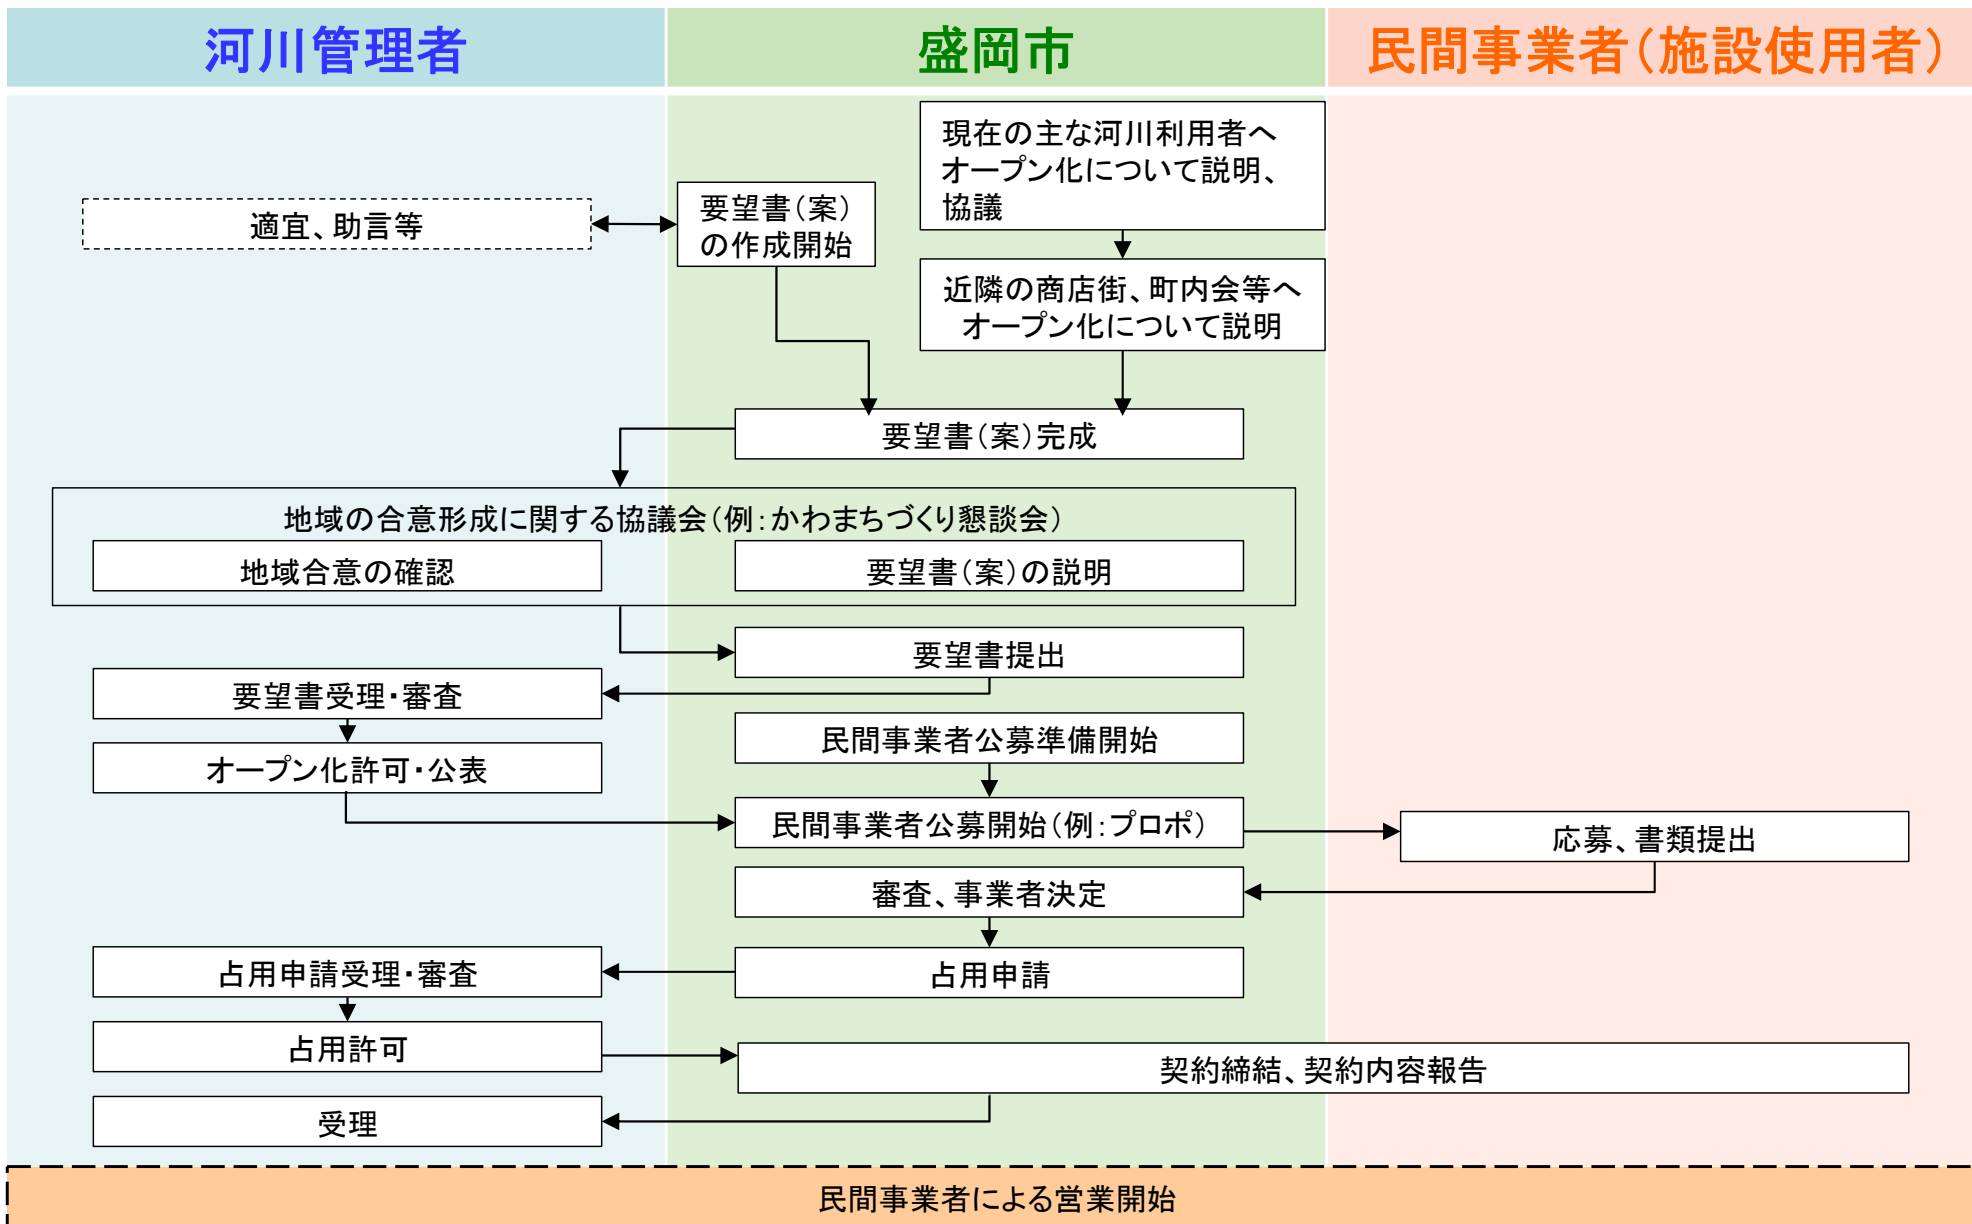 河川管理者
盛岡市
民間事業者（施設使用者）
現在の主な河川利用者へ
オープン化について説明、
協議
適宜、助言等
要望書（案）
の作成開始
近隣の商店街、町内会等へ
オープン化について説明
要望書（案）完成
地域の合意形成に関する協議会（例：かわまちづくり懇談会）
地域合意の確認
要望書（案）の説明
要望書提出
要望書受理・審査
民間事業者公募準備開始
オープン化許可・公表
民間事業者公募開始（例：プロポ）
応募、書類提出
審査、事業者決定
占用申請受理・審査
占用申請
占用許可
契約締結、契約内容報告
受理
民間事業者による営業開始